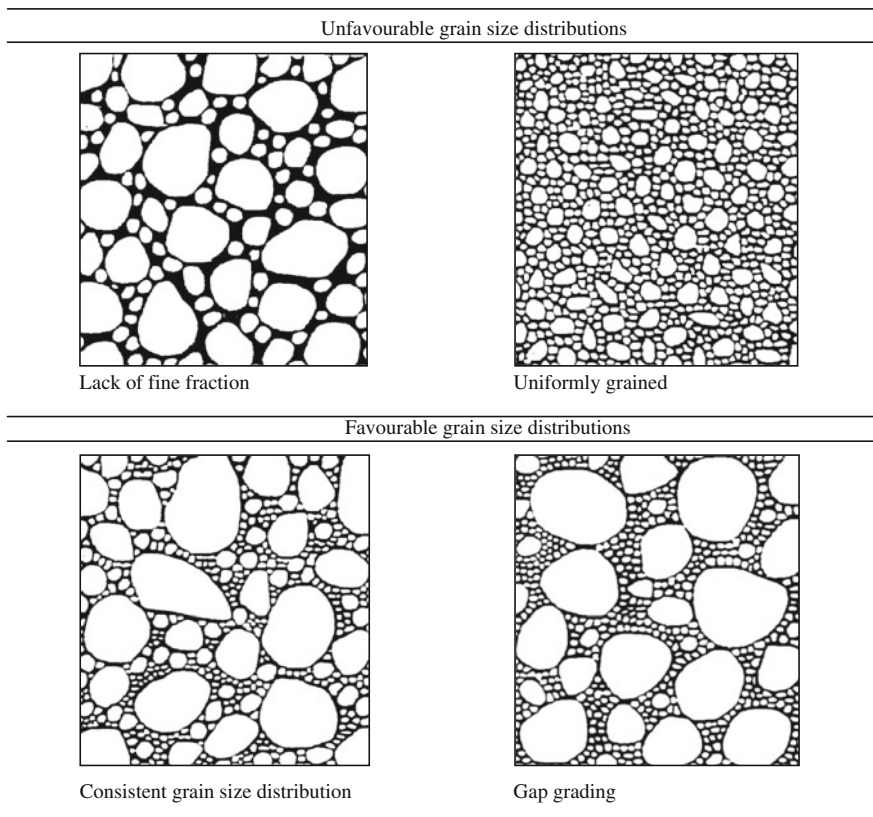 Unfavourable grain size distributions
Lack of fine fraction
Uniformly grained
Favourable grain size distributions
Consistent grain size distribution
Gap grading